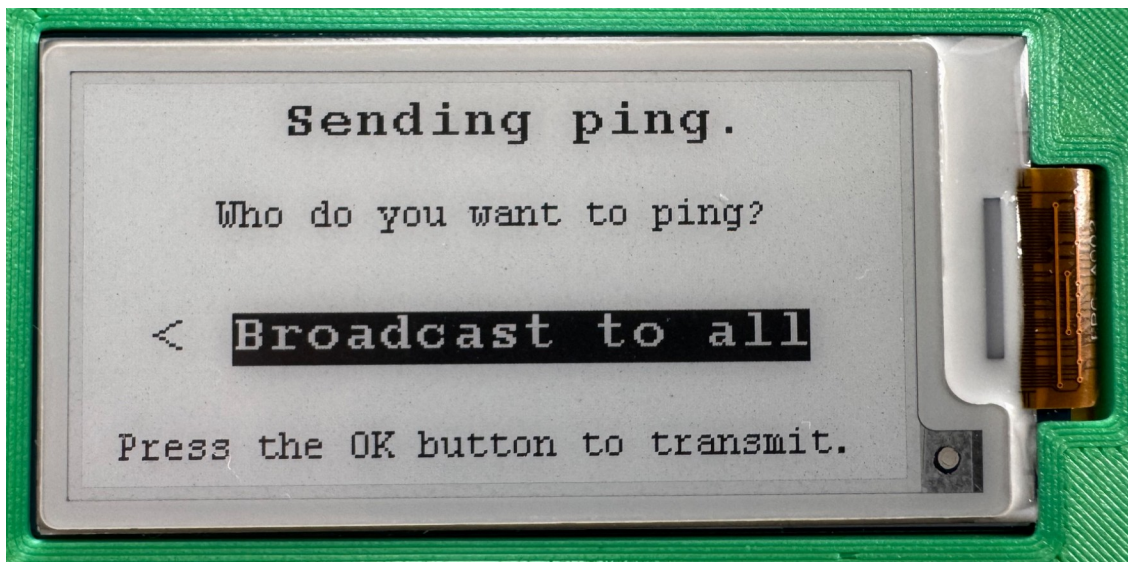 Sending ping.
Who do you want to ping?
< Broadcast to all
Press the OK button to transmit.